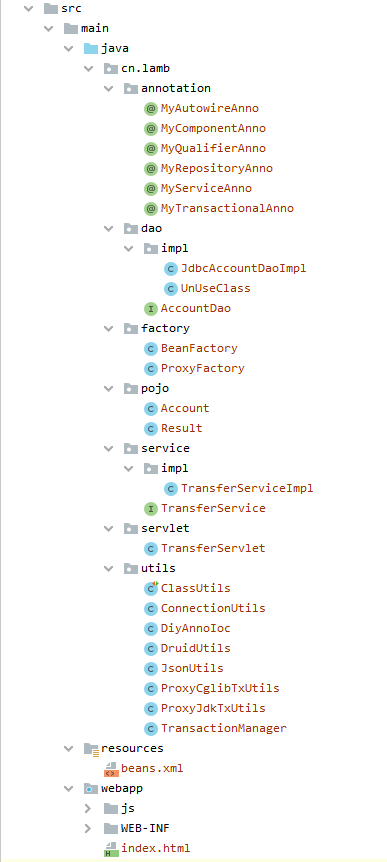 src
main
java
cn.lamb
annotation
MyAutowireAnno
MyComponentAnno
MyQualifierAnno
MyRepositoryAnno
MyServiceAnno
MyTransactionalAnno
dao
impl
JdbcAccountDaoImpl
UnUseClass
AccountDao
factory
BeanFactory
ProxyFactory
pojo
Account
Result
service
impl
TransferServiceImpl
TransferService
servlet
TransferServlet
utils
ClassUtils
ConnectionUtils
DiyAnnoIoc
DruidUtils
JsonUtils
ProxyCglibTxUtils
ProxyJdkTxUtils
TransactionManager
resources
beans.xml
webapp
js
WEB-INF
index.html